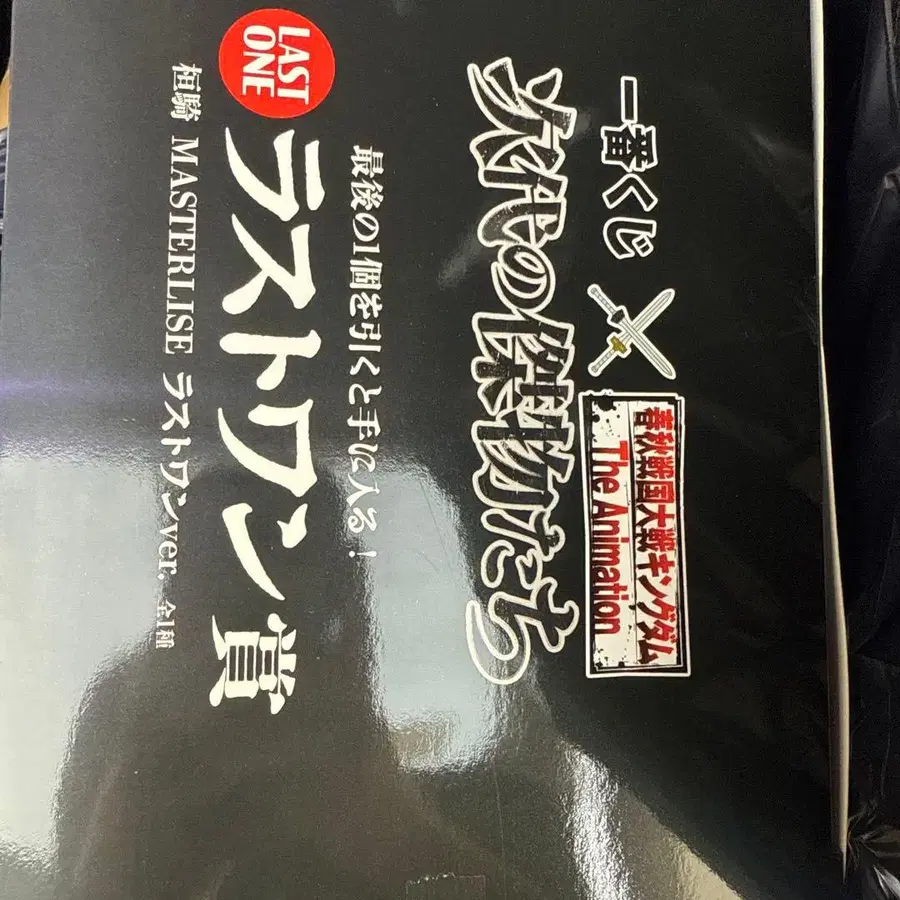 一番くじ
春秋戦国大戦キングダム
The Animation
次代の傑物たち
最後の1個を引くと手に入る!
LAST
ONE
ラストワン賞
桓騎 MASTERLISE ラストワンver. 全1種